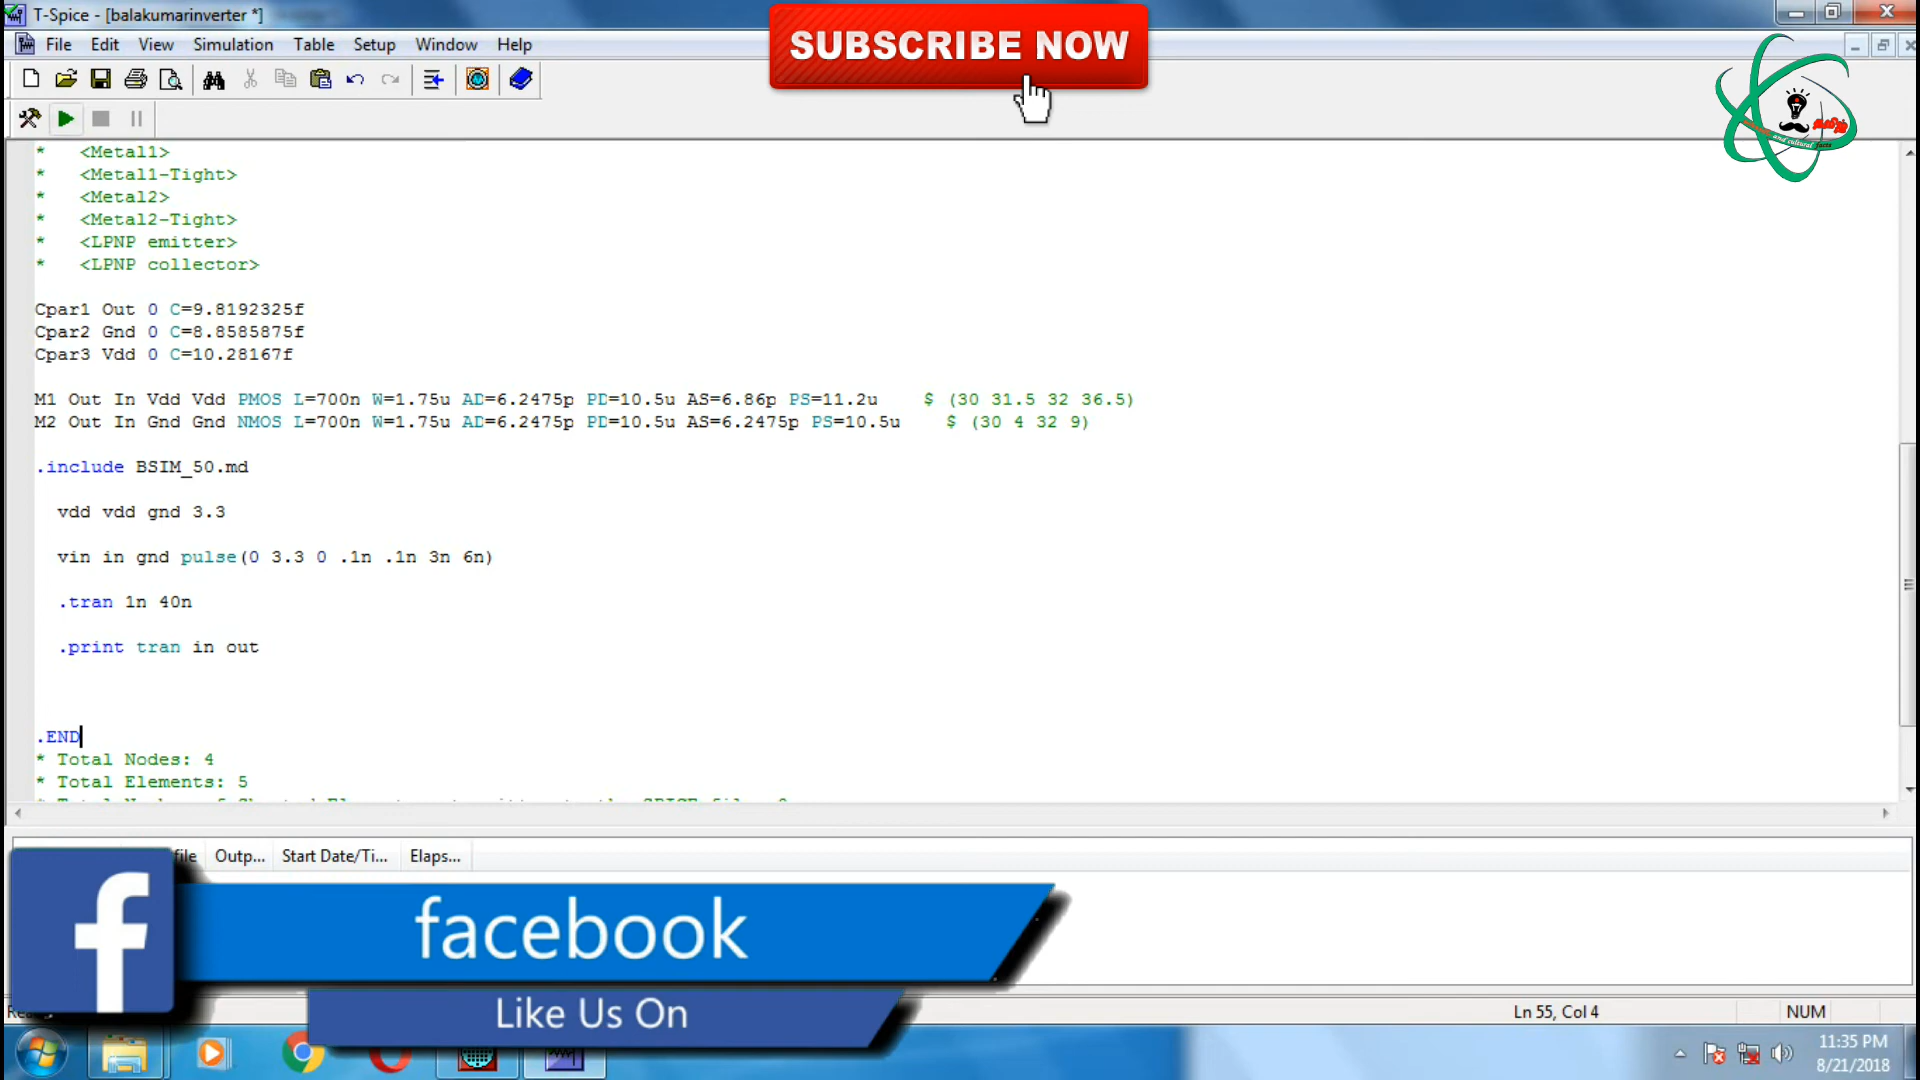 T-Spice - [balakumarinverter *]
File Edit View Simulation Table Setup Window Help
SUBSCRIBE NOW
and cultural facts
* <Metal1>
* <Metal1-Tight>
* <Metal2>
* <Metal2-Tight>
* <LPNP emitter>
* <LPNP collector>
Cpar1 Out 0 C=9.8192325f
Cpar2 Gnd 0 C=8.8585875f
Cpar3 Vdd 0 C=10.28167f
M1 Out In Vdd Vdd PMOS L=700n W=1.75u AD=6.2475p PD=10.5u AS=6.86p PS=11.2u $ (30 31.5 32 36.5)
M2 Out In Gnd Gnd NMOS L=700n W=1.75u AD=6.2475p PD=10.5u AS=6.2475p PS=10.5u $ (30 4 32 9)
.include BSIM_50.md
vdd vdd gnd 3.3
vin in gnd pulse(0 3.3 0 .1n .1n 3n 6n)
.tran 1n 40n
.print tran in out
.END
* Total Nodes: 4
* Total Elements: 5
file Outp... Start Date/Ti... Elaps...
facebook
Like Us On
Ln 55, Col 4 NUM
11:35 PM
8/21/2018